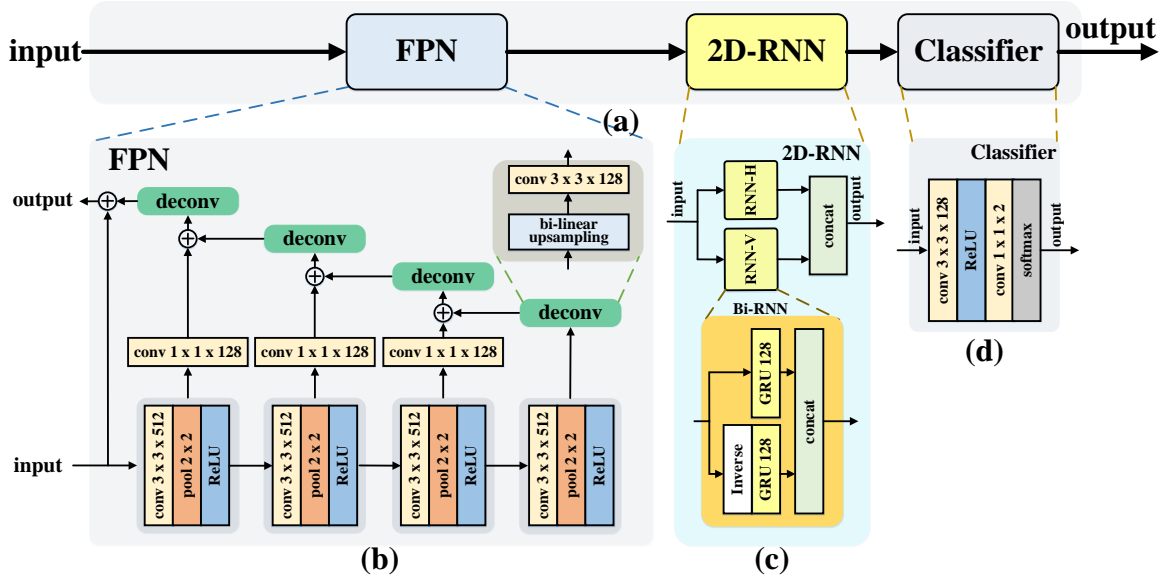 input
FPN
2D-RNN
Classifier
output
(a)
FPN
conv 3 x 3 x 128
bi-linear
upsampling
output
deconv
deconv
deconv
deconv
conv 1 x 1 x 128
conv 1 x 1 x 128
conv 1 x 1 x 128
input
conv 3 x 3 x 512
pool 2 x 2
ReLU
conv 3 x 3 x 512
pool 2 x 2
ReLU
conv 3 x 3 x 512
pool 2 x 2
ReLU
conv 3 x 3 x 512
pool 2 x 2
ReLU
(b)
2D-RNN
input
RNN-H
RNN-V
concat
output
Bi-RNN
GRU 128
Inverse
GRU 128
concat
(c)
Classifier
input
conv 3 x 3 x 128
ReLU
conv 1 x 1 x 2
softmax
output
(d)